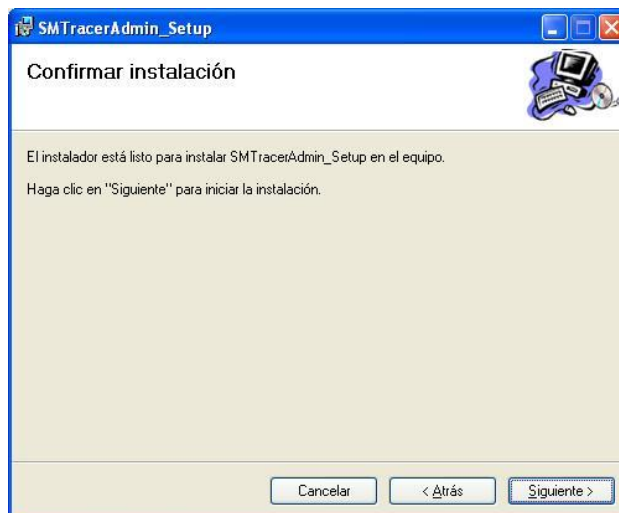 SMTracerAdmin_Setup
Confirmar instalación
El instalador está listo para instalar SMTracerAdmin_Setup en el equipo.
Haga clic en "Siguiente" para iniciar la instalación.
Cancelar
< Atrás
Siguiente >